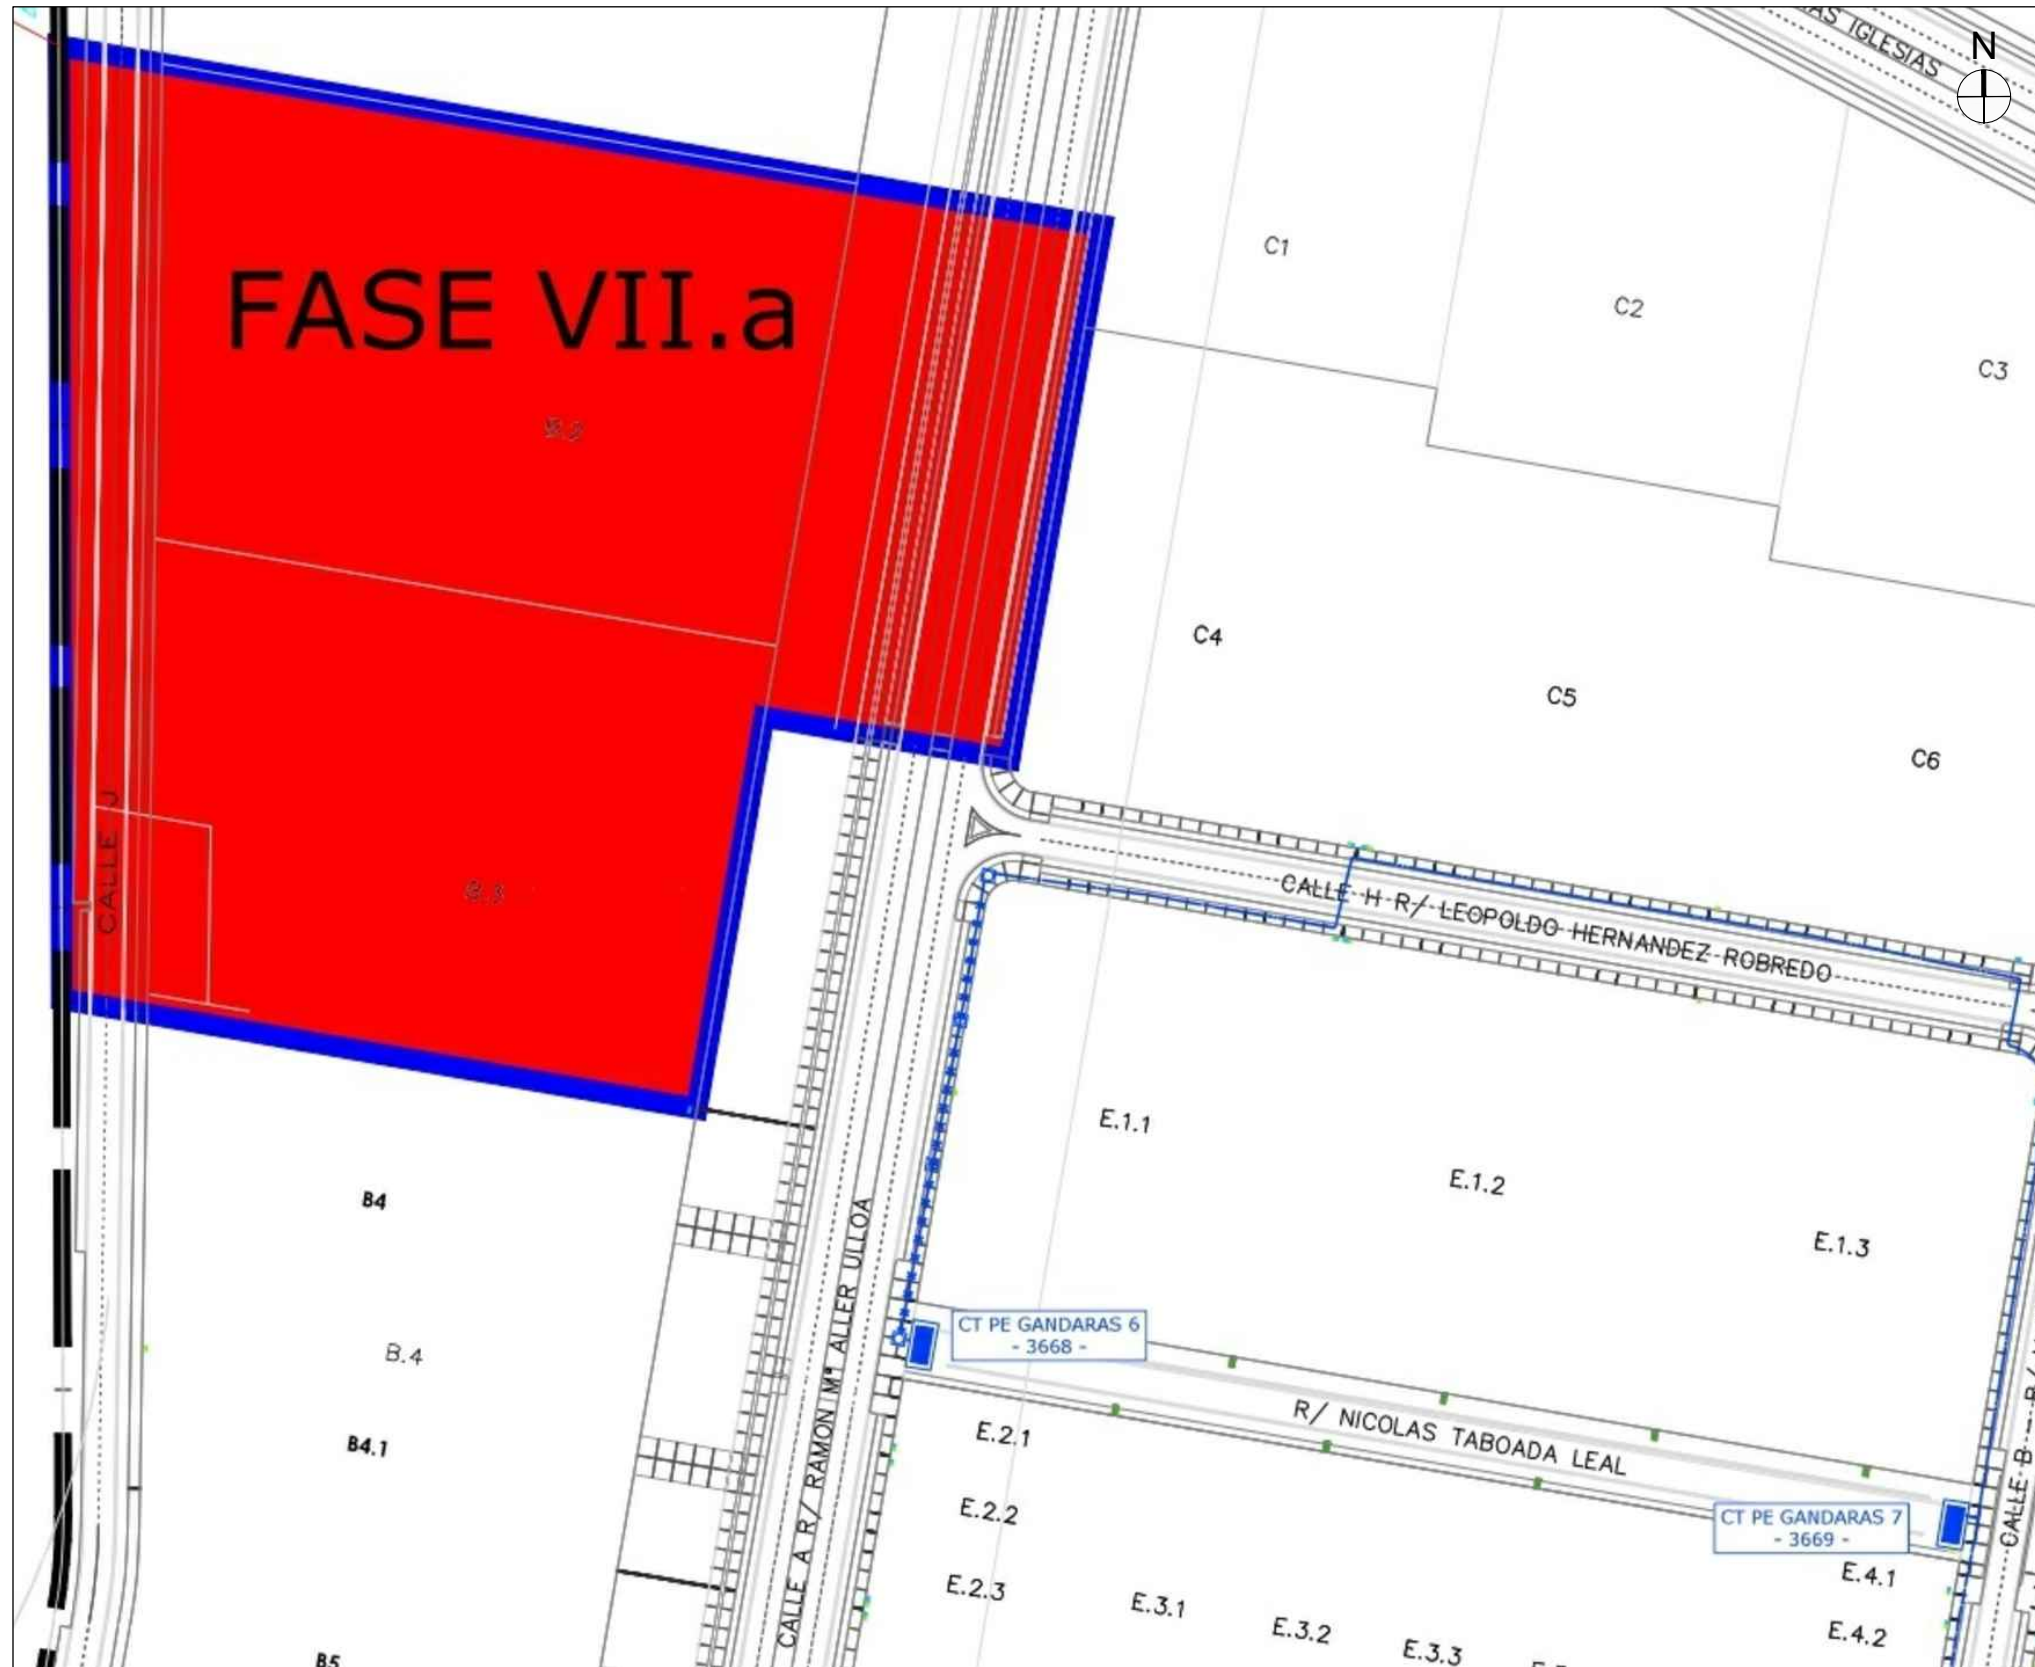 AS IGLESIAS
N
C1
FASE VII.a
C2
C3
C4
C5
C6
CALLE J
B.3
CALLE H R/ LEOPOLDO HERNANDEZ ROBREDO
E.1.1
E.1.2
E.1.3
B4
B.4
B4.1
B5
CALLE A R/ RAMON Mª ALLER ULLOA
CT PE GANDARAS 6
- 3668 -
R/ NICOLAS TABOADA LEAL
CT PE GANDARAS 7
- 3669 -
CALLE B
E.2.1
E.2.2
E.2.3
E.3.1
E.3.2
E.3.3
E.4.1
E.4.2